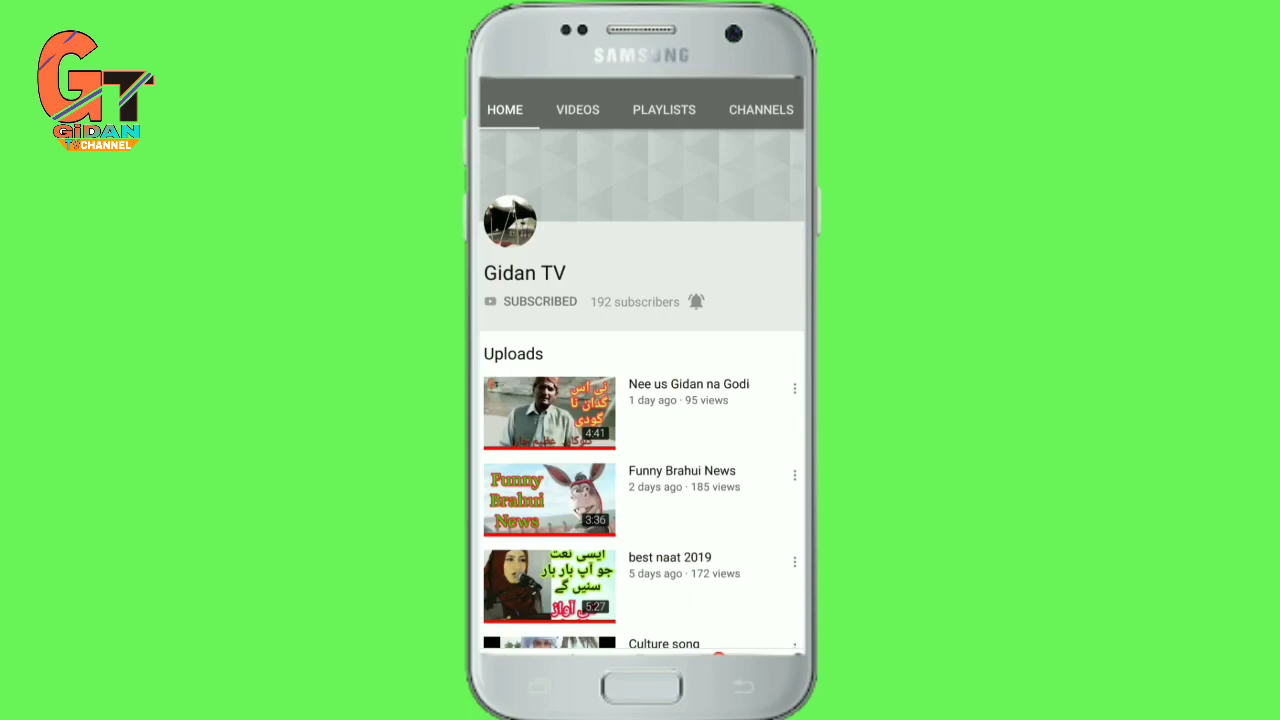 GT
GiDAN
TV CHANNEL
SAMSUNG
HOME VIDEOS PLAYLISTS CHANNELS
Gidan TV
SUBSCRIBED 192 subscribers
Uploads
نی اس
گدان نا
گودی
4:41
Nee us Gidan na Godi
1 day ago · 95 views
Funny
Brahui
News
3:36
Funny Brahui News
2 days ago · 185 views
ایسی نعت
جو آپ بار بار
سنیں گے
آواز
5:27
best naat 2019
5 days ago · 172 views
Culture song